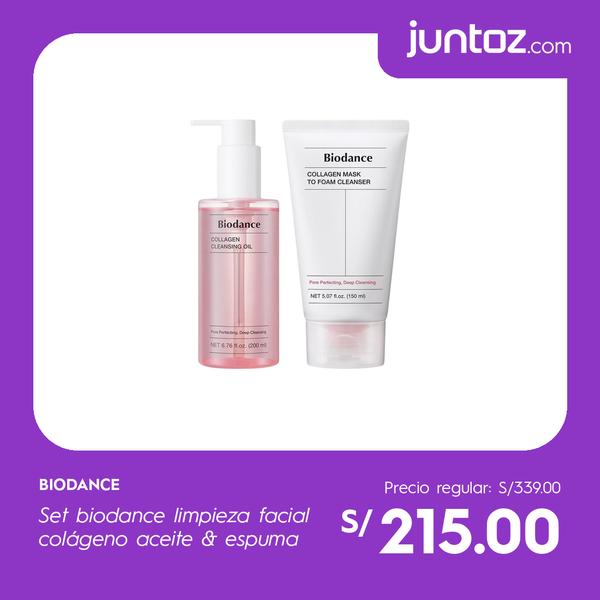 juntoz.com
Biodance
COLLAGEN
CLEANSING OIL
Pore Perfecting, Deep Cleansing
NET 6.76 fl.oz. (200 ml)
Biodance
COLLAGEN MASK
TO FOAM CLEANSER
Pore Perfecting, Deep Cleansing
NET 5.07 fl.oz. (150 ml)
BIODANCE
Set biodance limpieza facial
colágeno aceite & espuma
Precio regular: S/339.00
S/ 215.00